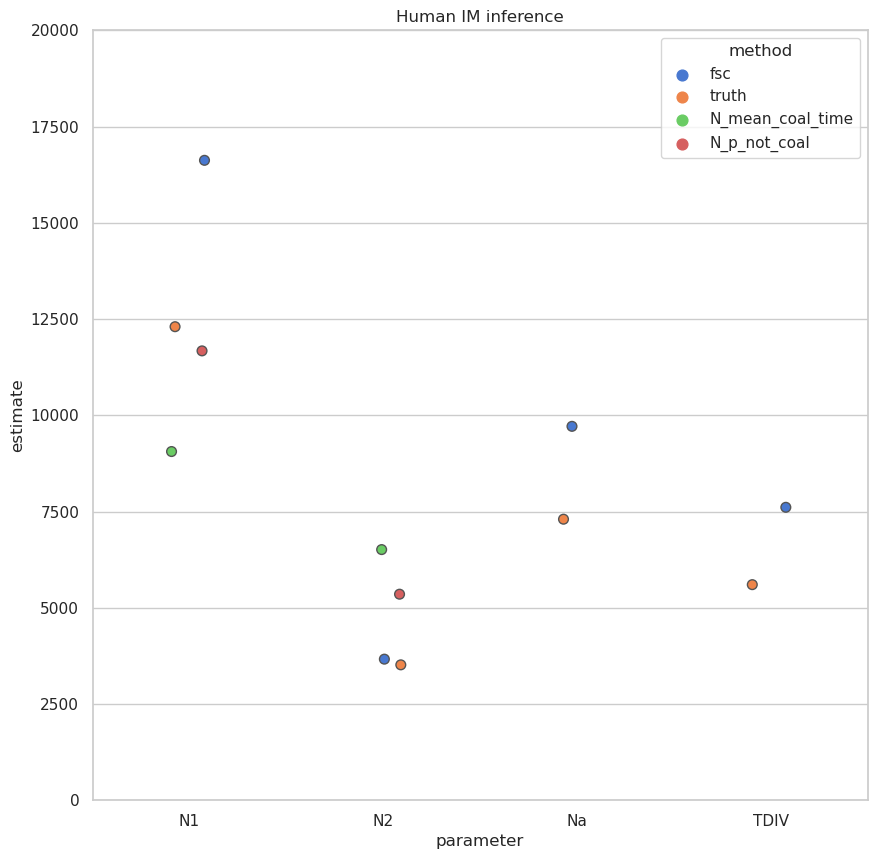 Human IM inference
20000
17500
15000
12500
10000
7500
5000
2500
0
estimate
method
fsc
truth
N_mean_coal_time
N_p_not_coal
N1
N2
Na
TDIV
parameter